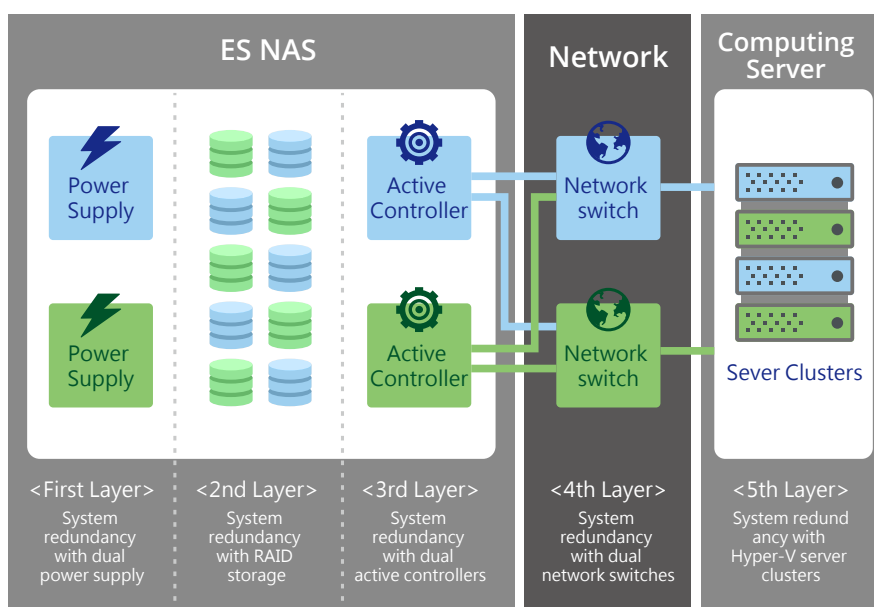 ES NAS
Network
Computing
Server
Power
Supply
Active
Controller
Network
switch
Power
Supply
Active
Controller
Network
switch
Sever Clusters
<First Layer>
System
redundancy
with dual
power supply
<2nd Layer>
System
redundancy
with RAID
storage
<3rd Layer>
System
redundancy
with dual
active controllers
<4th Layer>
System
redundancy
with dual
network switches
<5th Layer>
System redund
ancy with
Hyper-V server
clusters